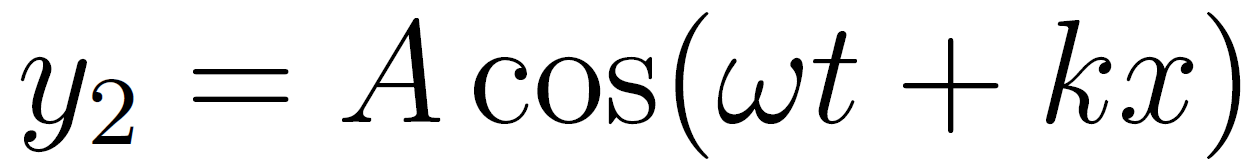 y₂ = A cos(ωt + kx)